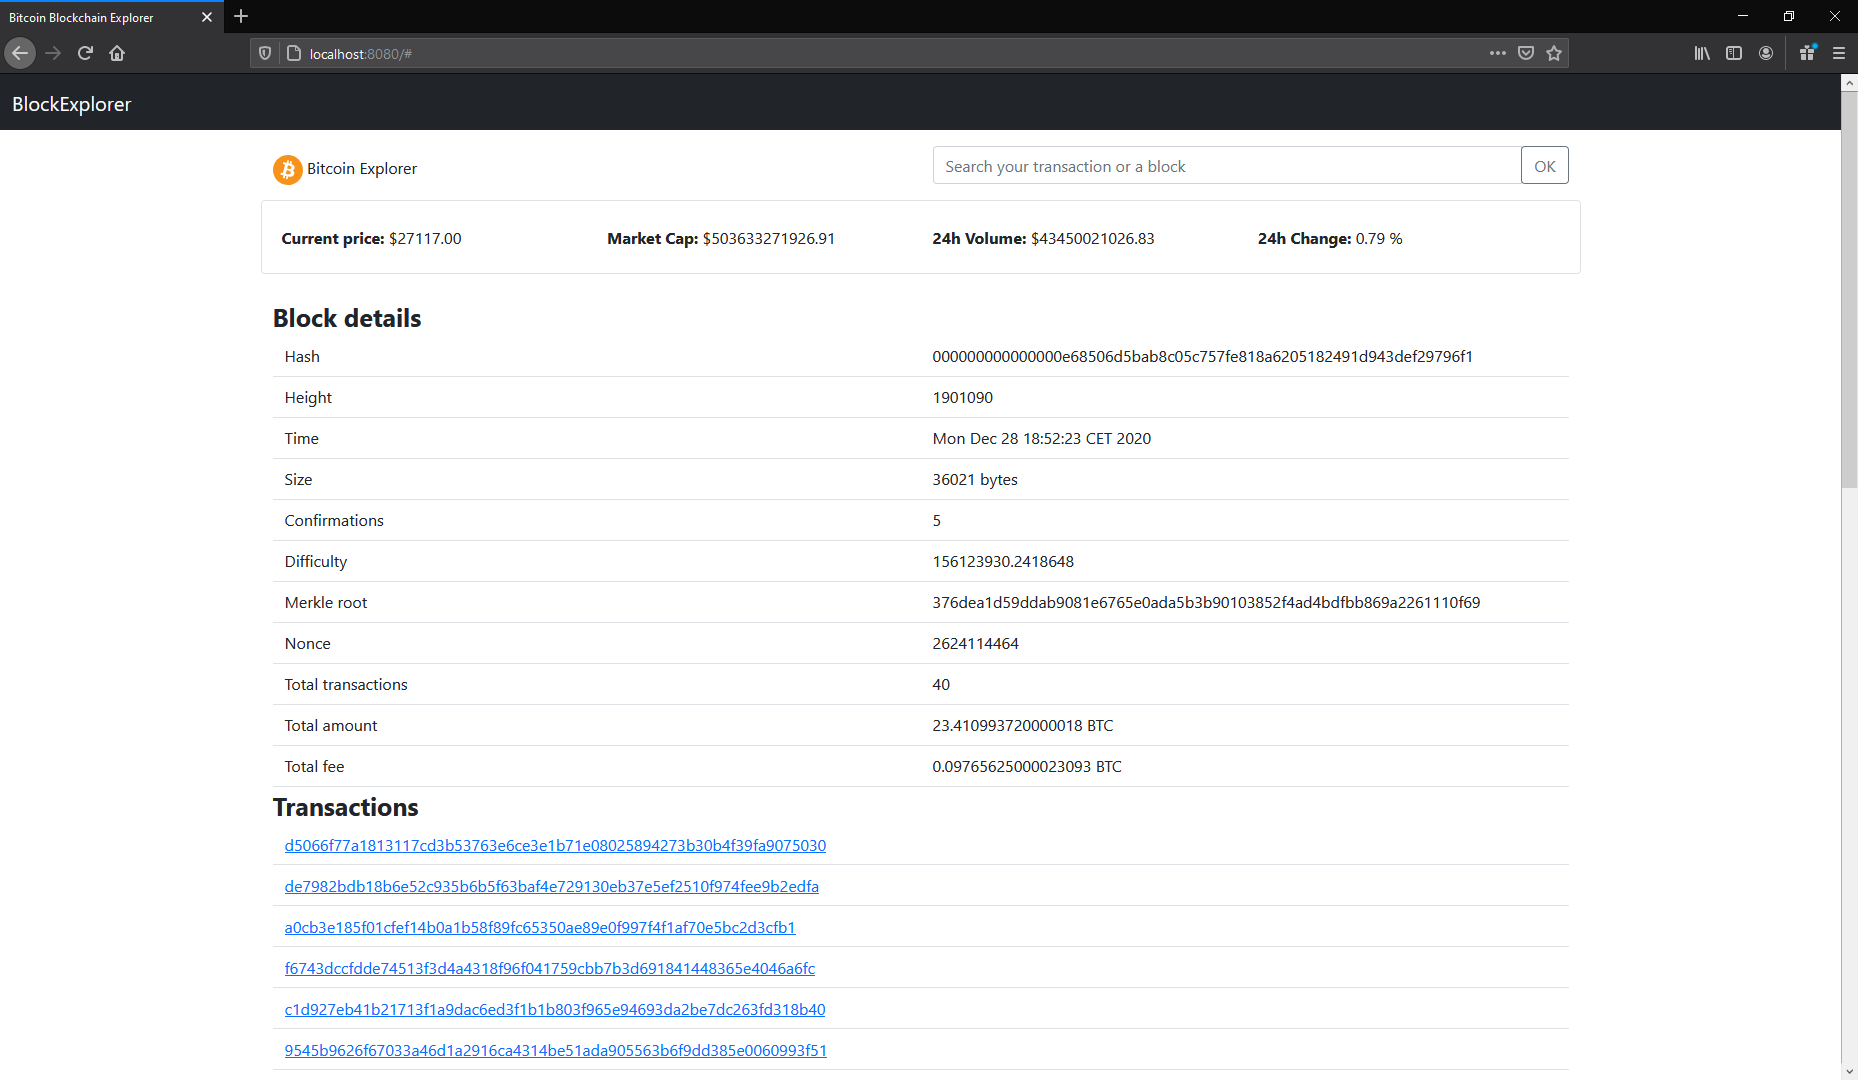 Bitcoin Blockchain Explorer
localhost:8080/#
BlockExplorer
Bitcoin Explorer
Search your transaction or a block
OK
Current price: $27117.00
Market Cap: $503633271926.91
24h Volume: $43450021026.83
24h Change: 0.79 %
Block details
Hash 000000000000000e68506d5bab8c05c757fe818a6205182491d943def29796f1
Height 1901090
Time Mon Dec 28 18:52:23 CET 2020
Size 36021 bytes
Confirmations 5
Difficulty 156123930.2418648
Merkle root 376dea1d59ddab9081e6765e0ada5b3b90103852f4ad4bdfbb869a2261110f69
Nonce 2624114464
Total transactions 40
Total amount 23.410993720000018 BTC
Total fee 0.09765625000023093 BTC
Transactions
d5066f77a1813117cd3b53763e6ce3e1b71e08025894273b30b4f39fa9075030
de7982bdb18b6e52c935b6b5f63baf4e729130eb37e5ef2510f974fee9b2edfa
a0cb3e185f01cfef14b0a1b58f89fc65350ae89e0f997f4f1af70e5bc2d3cfb1
f6743dccfdde74513f3d4a4318f96f041759cbb7b3d691841448365e4046a6fc
c1d927eb41b21713f1a9dac6ed3f1b1b803f965e94693da2be7dc263fd318b40
9545b9626f67033a46d1a2916ca4314be51ada905563b6f9dd385e0060993f51